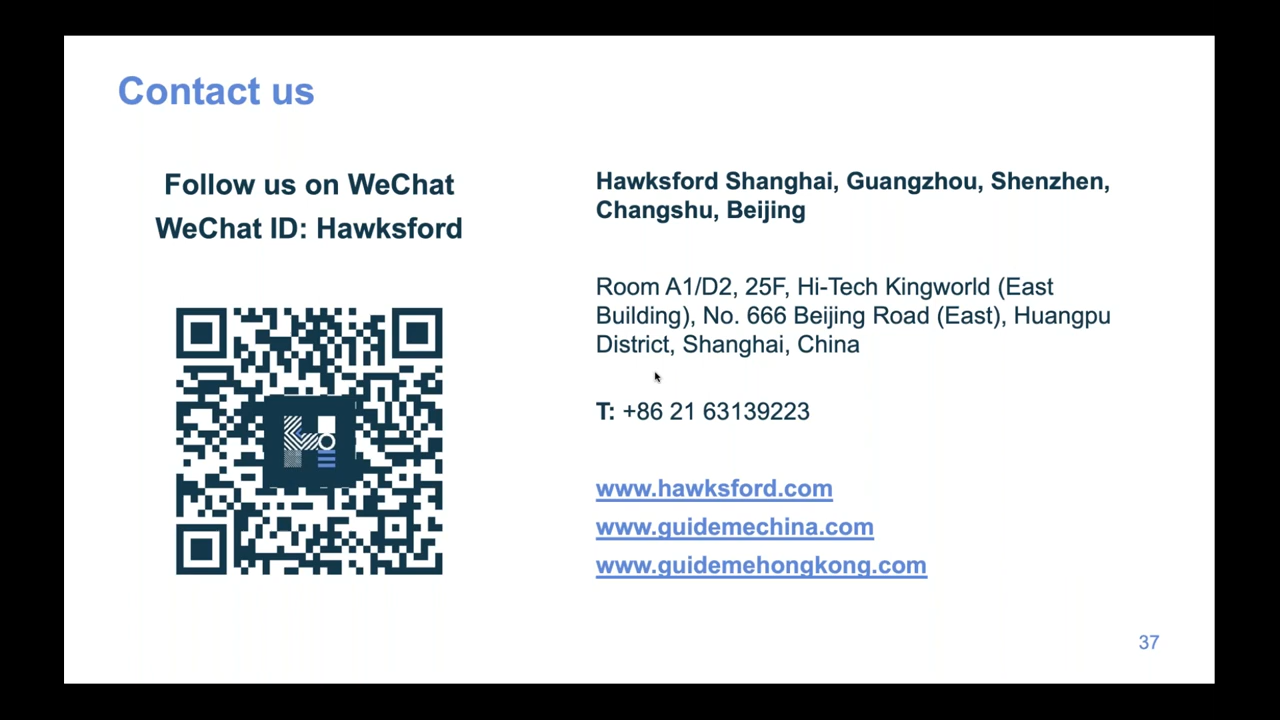 Contact us
Follow us on WeChat
WeChat ID: Hawksford
Hawksford Shanghai, Guangzhou, Shenzhen,
Changshu, Beijing
Room A1/D2, 25F, Hi-Tech Kingworld (East
Building), No. 666 Beijing Road (East), Huangpu
District, Shanghai, China
T: +86 21 63139223
www.hawksford.com
www.guidemechina.com
www.guidemehongkong.com
37